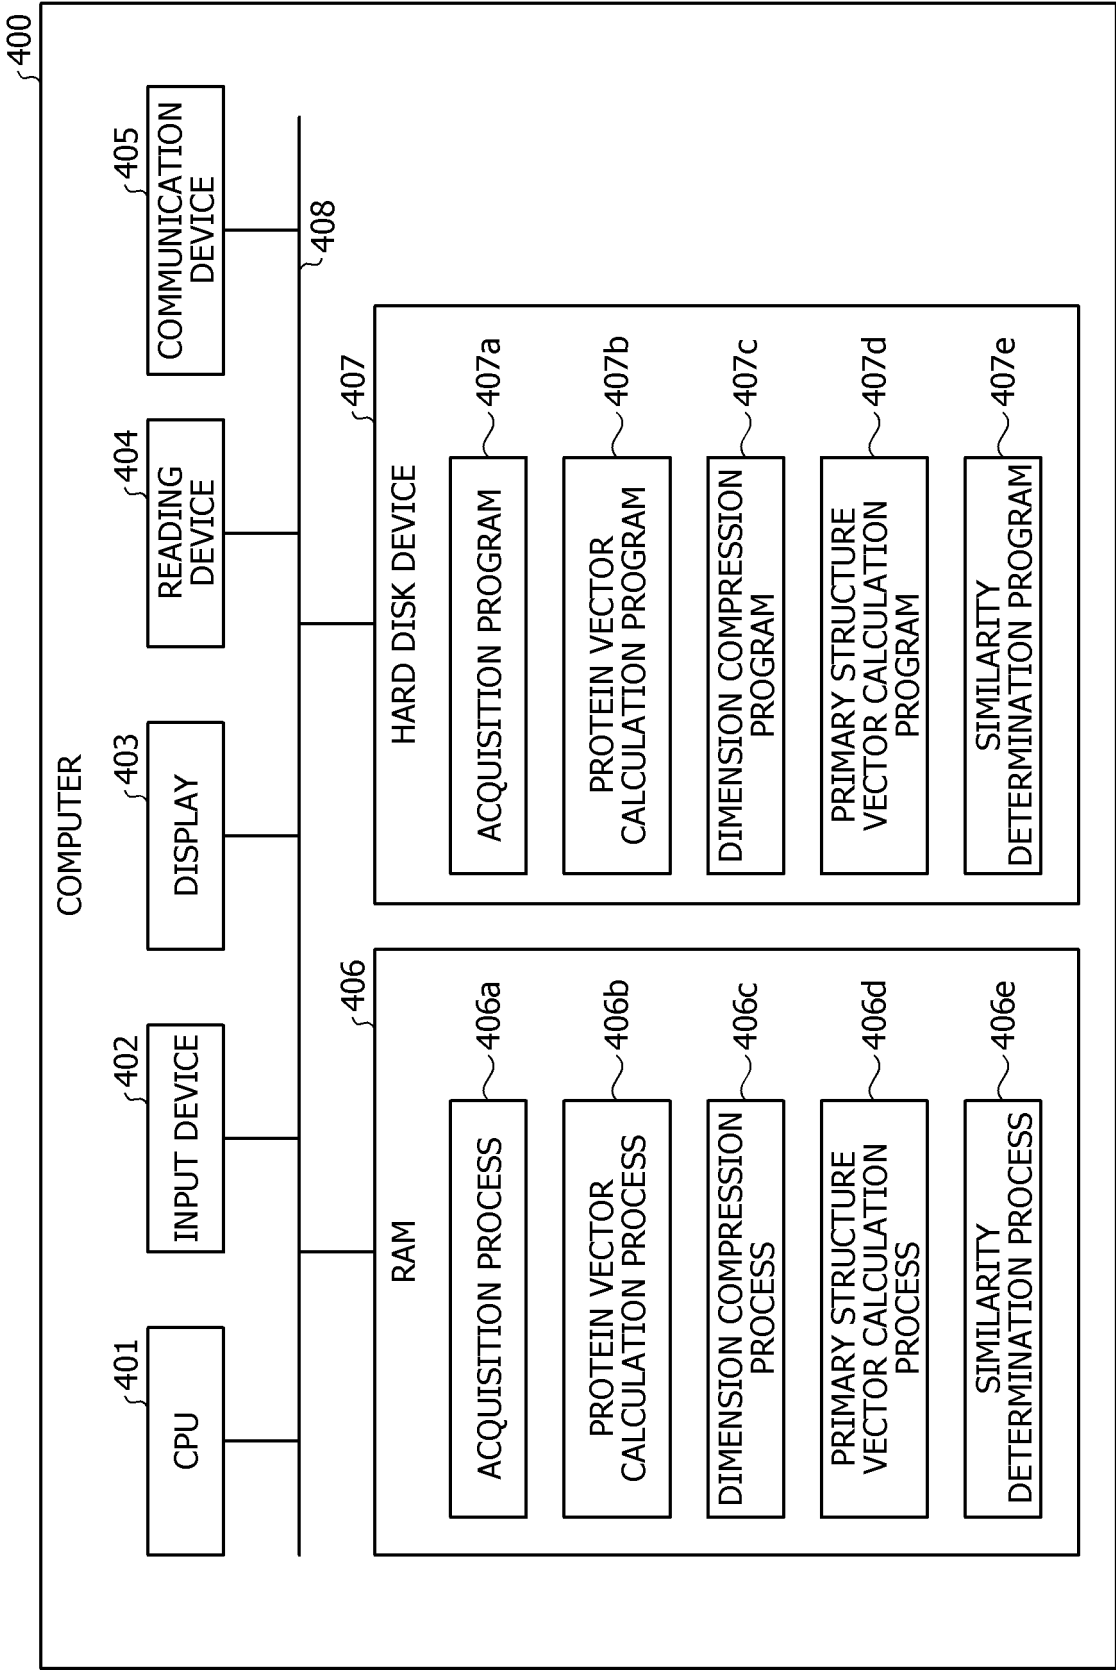 400
COMPUTER
401
CPU
402
INPUT DEVICE
403
DISPLAY
404
READING
DEVICE
405
COMMUNICATION
DEVICE
408
406
RAM
ACQUISITION PROCESS
406a
PROTEIN VECTOR
CALCULATION PROCESS
406b
DIMENSION COMPRESSION
PROCESS
406c
PRIMARY STRUCTURE
VECTOR CALCULATION
PROCESS
406d
SIMILARITY
DETERMINATION PROCESS
406e
407
HARD DISK DEVICE
ACQUISITION PROGRAM
407a
PROTEIN VECTOR
CALCULATION PROGRAM
407b
DIMENSION COMPRESSION
PROGRAM
407c
PRIMARY STRUCTURE
VECTOR CALCULATION
PROGRAM
407d
SIMILARITY
DETERMINATION PROGRAM
407e